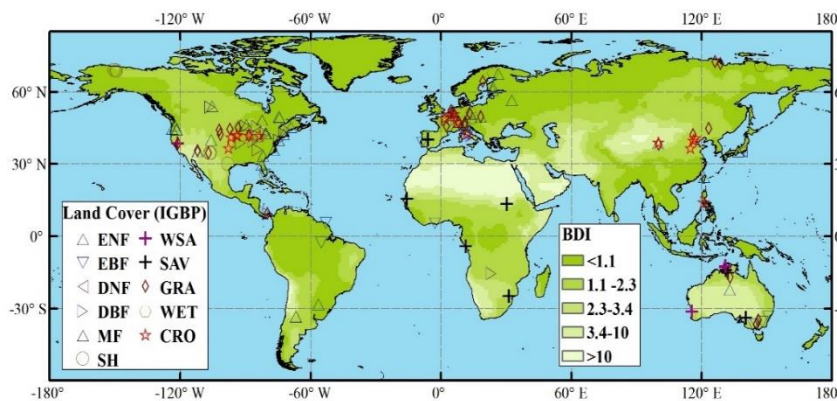 -120° -60° 0° 60° 120°
60°N 60°N
30°N 30°N
0° 0°
-30°S -30°S
Land Cover (IGBP)
ENF WSA
EBF SAV
DNF GRA
DBF WET
MF CRO
SH
BDI
<1.1
1.1 -2.3
2.3-3.4
3.4-10
>10
-180° -120° -60° 0° 60° 120° 180